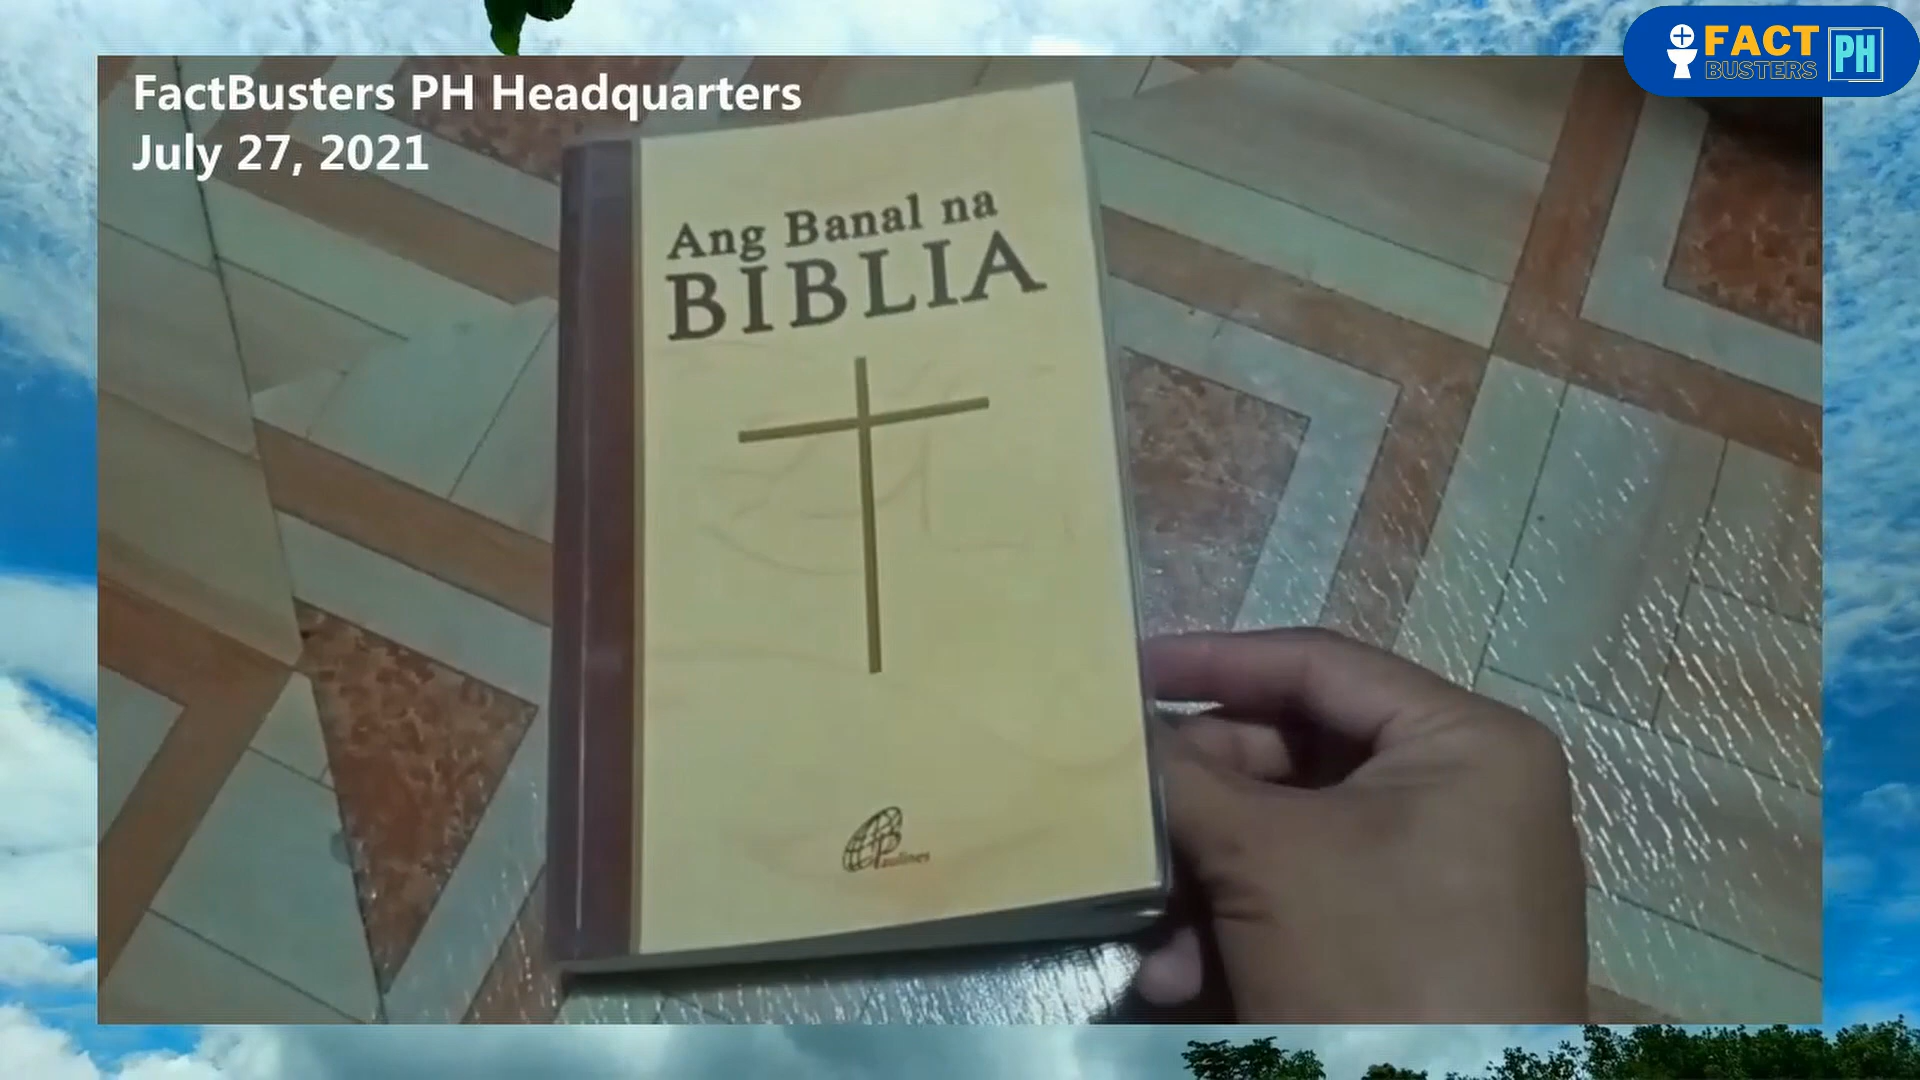 FACT
BUSTERS
PH
FactBusters PH Headquarters
July 27, 2021
Ang Banal na
BIBLIA
Paulines